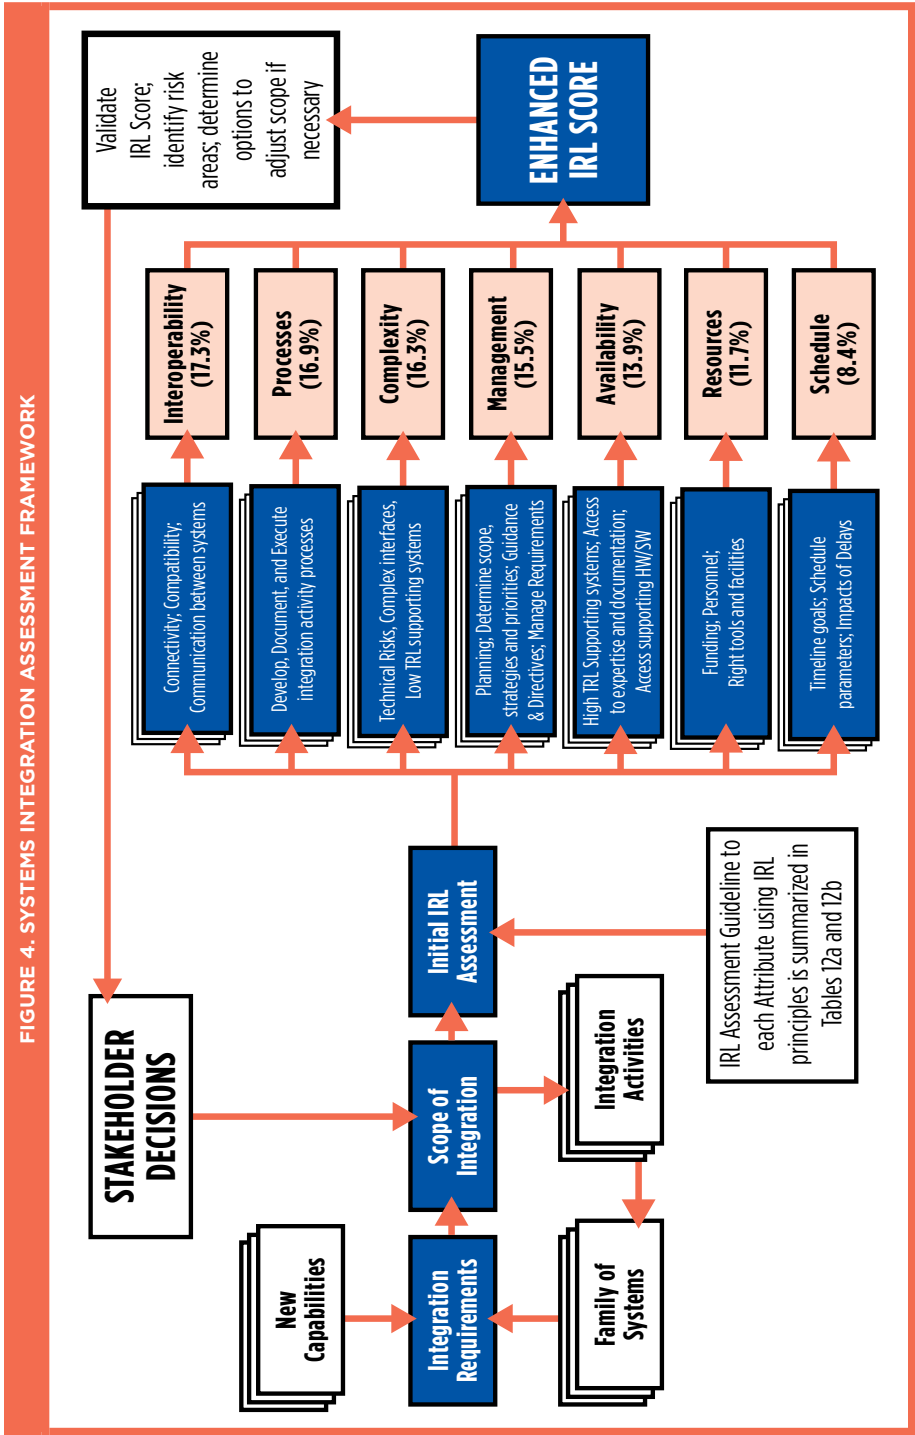 FIGURE 4. SYSTEMS INTEGRATION ASSESSMENT FRAMEWORK
STAKEHOLDER
DECISIONS
Validate
IRL Score;
identify risk
areas; determine
options to
adjust scope if
necessary
New
Capabilities
Integration
Requirements
Family of
Systems
Scope of
Integration
Integration
Activities
Initial IRL
Assessment
IRL Assessment Guideline to
each Attribute using IRL
principles is summarized in
Tables 12a and 12b
Connectivity; Compatibility;
Communication between systems
Interoperability
(17.3%)
Develop, Document, and Execute
integration activity processes
Processes
(16.9%)
Technical Risks, Complex interfaces,
Low TRL supporting systems
Complexity
(16.3%)
Planning; Determine scope,
strategies and priorities; Guidance
& Directives; Manage Requirements
Management
(15.5%)
High TRL Supporting systems; Access
to expertise and documentation;
Access supporting HW/SW
Availability
(13.9%)
Funding; Personnel;
Right tools and facilities
Resources
(11.7%)
Timeline goals; Schedule
parameters; Impacts of Delays
Schedule
(8.4%)
ENHANCED
IRL SCORE